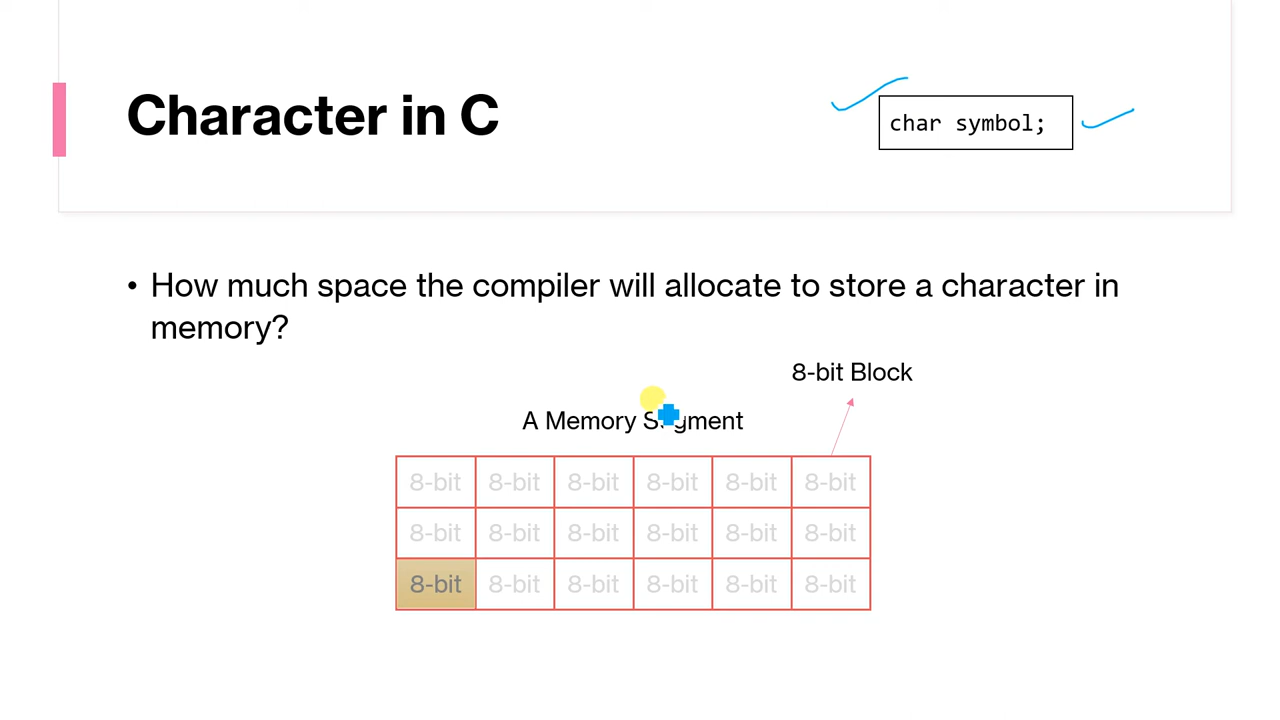 Character in C
char symbol;
• How much space the compiler will allocate to store a character in
memory?
8-bit Block
A Memory Segment
8-bit 8-bit 8-bit 8-bit 8-bit 8-bit
8-bit 8-bit 8-bit 8-bit 8-bit 8-bit
8-bit 8-bit 8-bit 8-bit 8-bit 8-bit